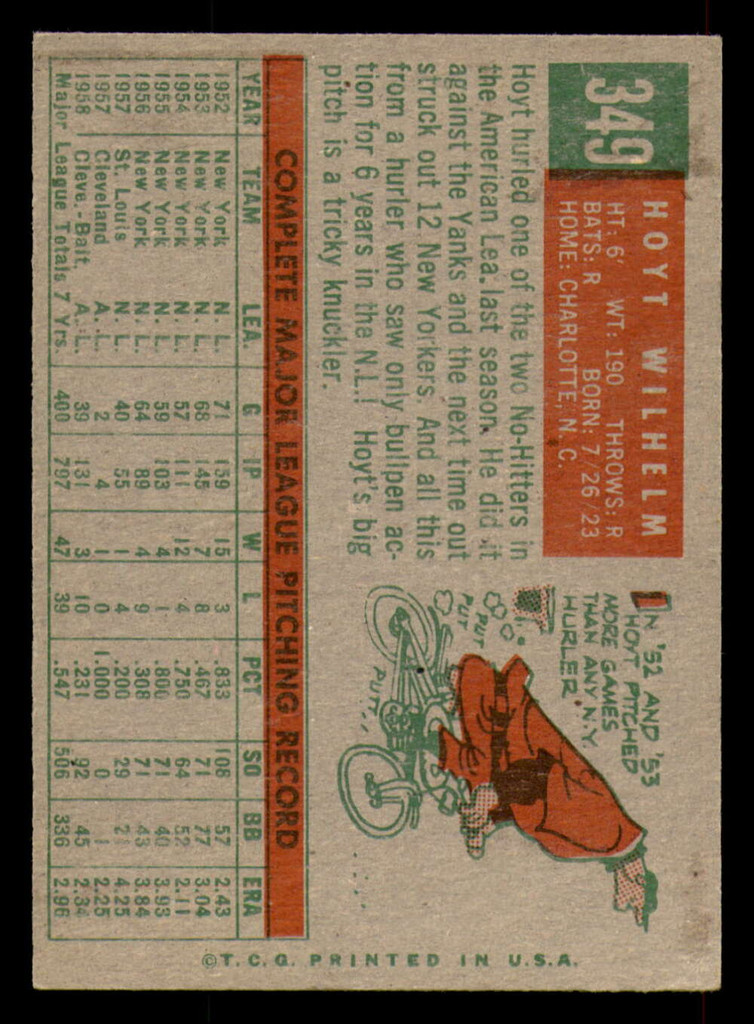 349
HOYT WILHELM
HT: 6' WT: 190 THROWS: R
BATS: R BORN: 7/26/23
HOME: CHARLOTTE, N. C.
Hoyt hurled one of the two No-Hitters in
the American Lea. last season. He did it
against the Yanks and the next time out
struck out 12 New Yorkers. And all this
from a hurler who saw only bullpen ac-
tion for 6 years in the N.L.! Hoyt's big
pitch is a tricky knuckler.
IN '52 AND '53
HOYT PITCHED
MORE GAMES
THAN ANY N.Y.
HURLER
PUT
PUT
PUT...
COMPLETE MAJOR LEAGUE PITCHING RECORD
YEAR TEAM LEA. G IP W L PCT SO BB ERA
1952 New York N. L. 71 159 15 3 .833 108 57 2.43
1953 New York N. L. 68 145 7 8 .467 71 77 3.04
1954 New York N. L. 57 111 12 4 .750 64 52 2.11
1955 New York N. L. 59 103 4 1 .800 71 40 3.93
1956 New York N. L. 64 89 4 9 .308 71 43 3.84
1957 St. Louis N. L. 40 55 1 4 .200 29 21 4.25
1957 Cleveland A. L. 2 4 1 0 1.000 0 1 2.25
1958 Cleve.-Balt. A. L. 39 131 3 10 .231 92 45 2.34
Major League Totals 7 Yrs. 400 797 47 39 .547 506 336 2.96
©T.C.G. PRINTED IN U.S.A.